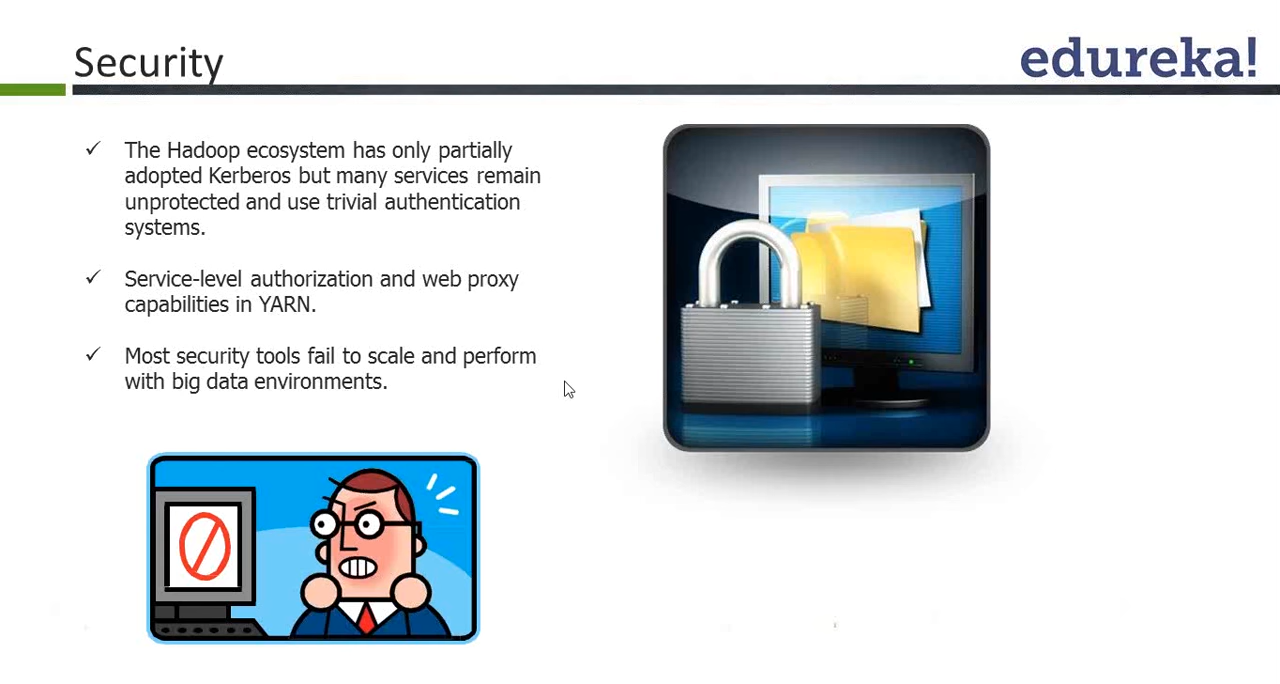 Security
edureka!
The Hadoop ecosystem has only partially
adopted Kerberos but many services remain
unprotected and use trivial authentication
systems.
Service-level authorization and web proxy
capabilities in YARN.
Most security tools fail to scale and perform
with big data environments.